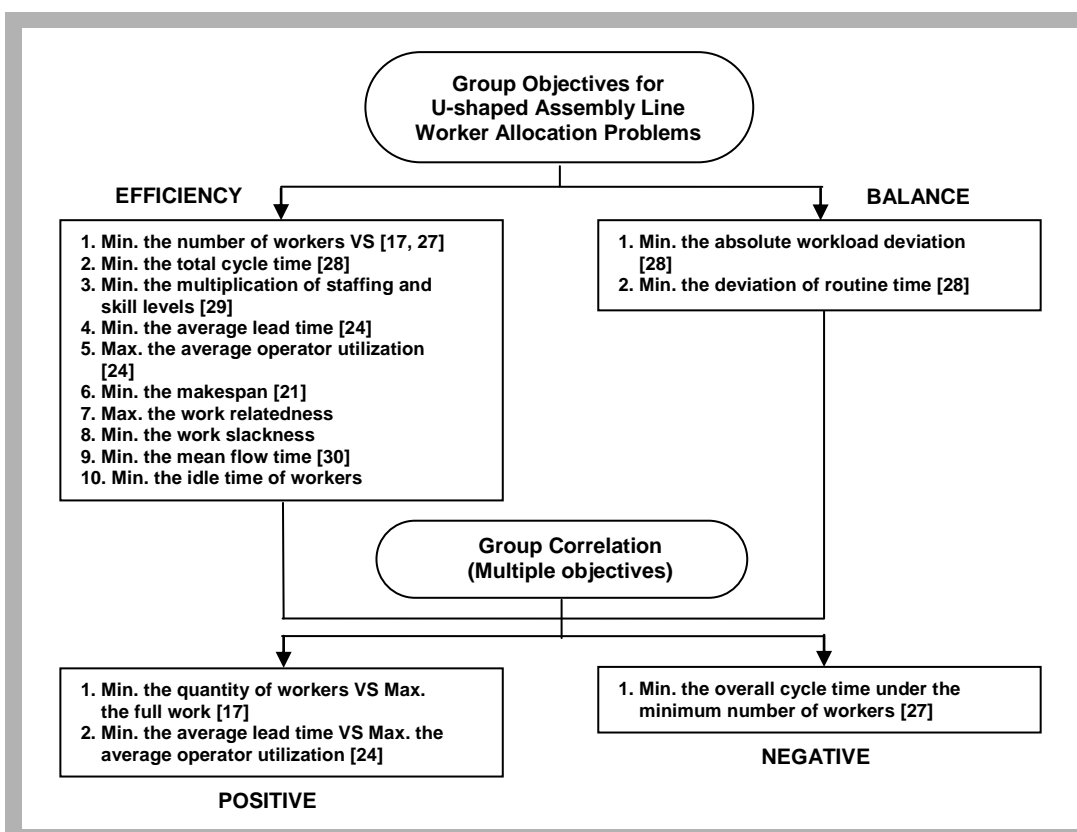 Group Objectives for
U-shaped Assembly Line
Worker Allocation Problems
EFFICIENCY
BALANCE
1. Min. the number of workers VS [17, 27]
2. Min. the total cycle time [28]
3. Min. the multiplication of staffing and
skill levels [29]
4. Min. the average lead time [24]
5. Max. the average operator utilization
[24]
6. Min. the makespan [21]
7. Max. the work relatedness
8. Min. the work slackness
9. Min. the mean flow time [30]
10. Min. the idle time of workers
1. Min. the absolute workload deviation
[28]
2. Min. the deviation of routine time [28]
Group Correlation
(Multiple objectives)
1. Min. the quantity of workers VS Max.
the full work [17]
2. Min. the average lead time VS Max. the
average operator utilization [24]
POSITIVE
1. Min. the overall cycle time under the
minimum number of workers [27]
NEGATIVE